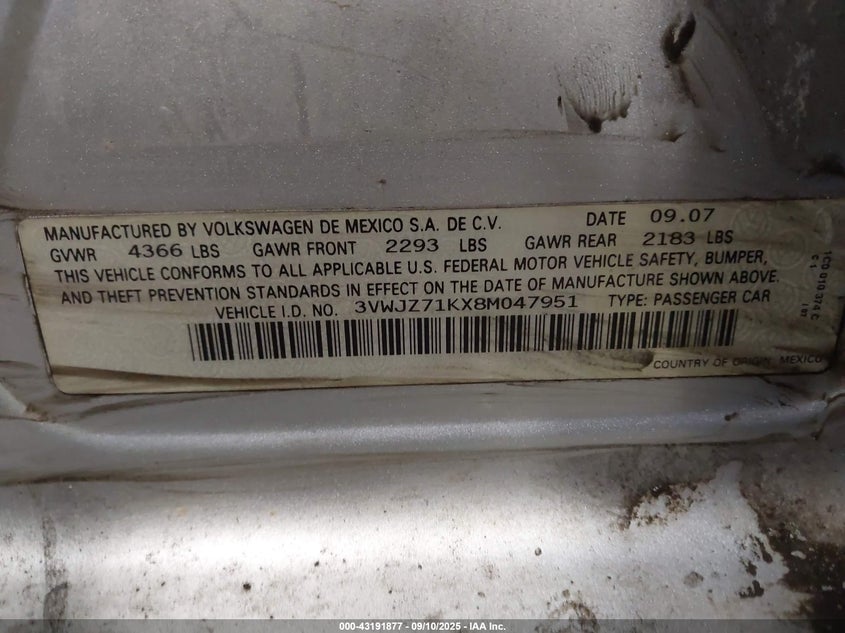 MANUFACTURED BY VOLKSWAGEN DE MEXICO S.A. DE C.V. DATE 09.07
GVWR 4366 LBS GAWR FRONT 2293 LBS GAWR REAR 2183 LBS
THIS VEHICLE CONFORMS TO ALL APPLICABLE U.S. FEDERAL MOTOR VEHICLE SAFETY, BUMPER,
AND THEFT PREVENTION STANDARDS IN EFFECT ON THE DATE OF MANUFACTURE SHOWN ABOVE.
VEHICLE I.D. NO. 3VWJZ71KX8M047951 TYPE: PASSENGER CAR
COUNTRY OF ORIGIN: MEXICO
1C0 010 374 C
000-43191877 - 09/10/2025 - IAA Inc.